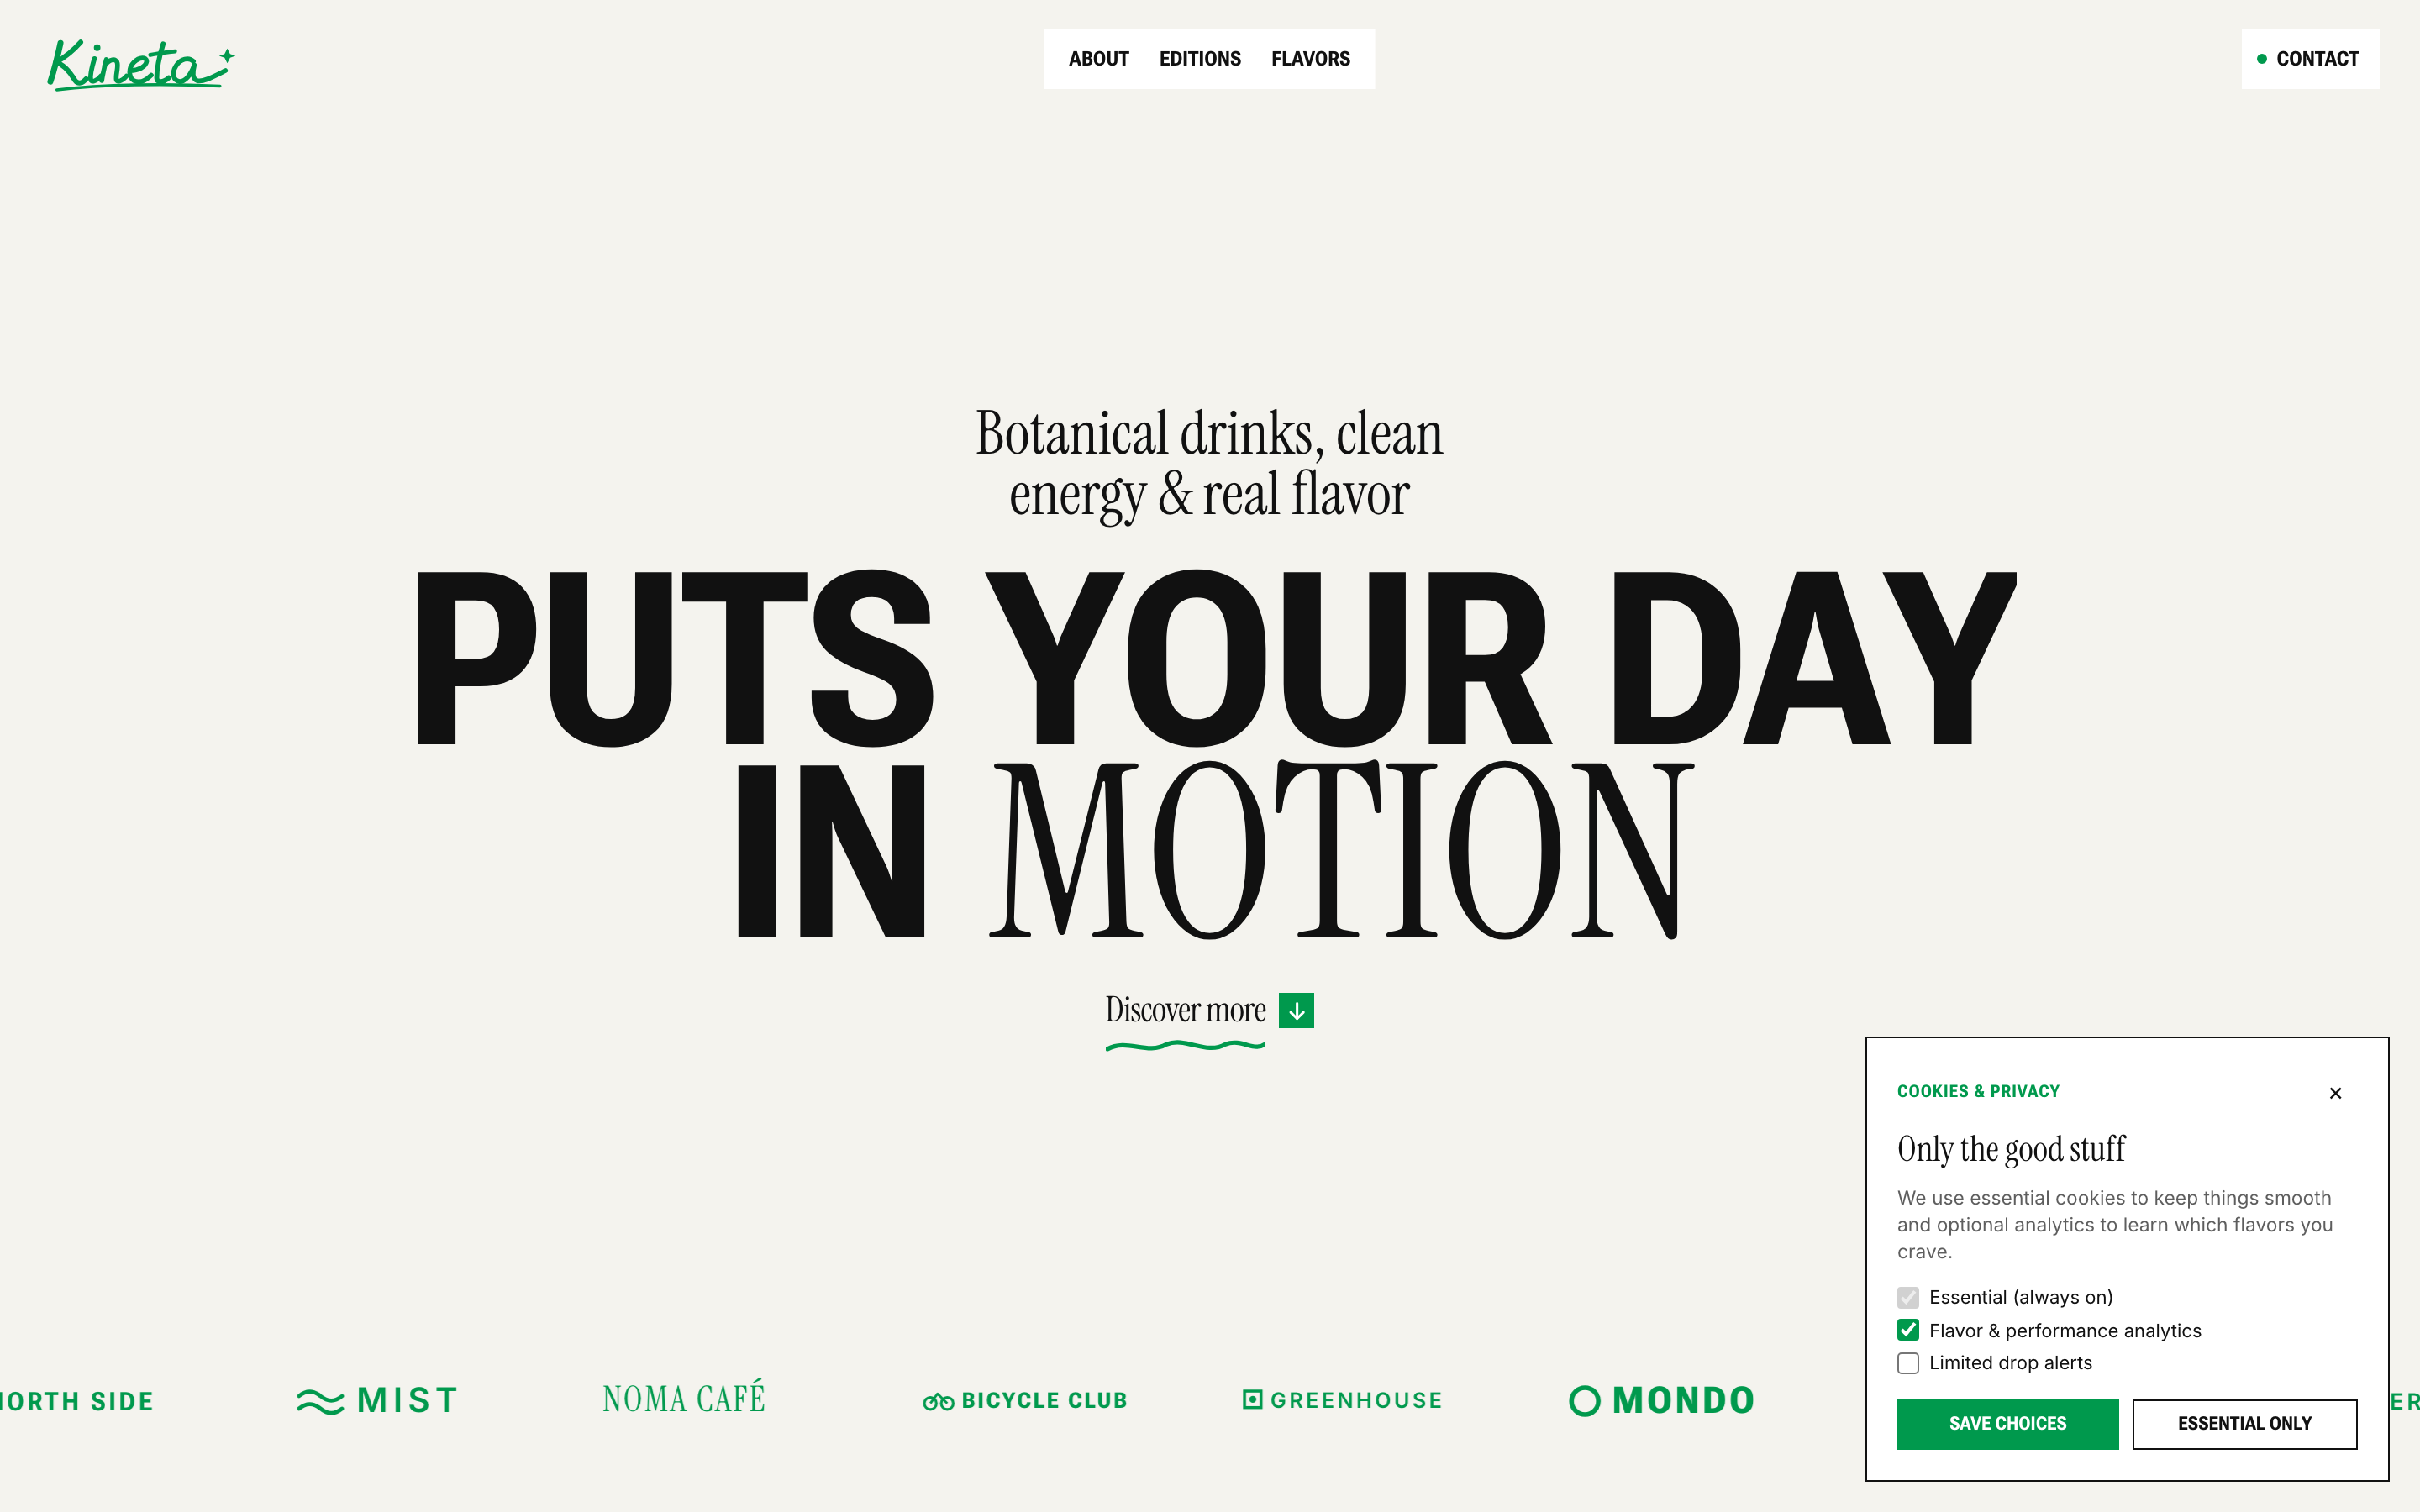 Kineta
ABOUT EDITIONS FLAVORS
CONTACT
Botanical drinks, clean
energy & real flavor
PUTS YOUR DAY
IN MOTION
Discover more
COOKIES & PRIVACY
Only the good stuff
We use essential cookies to keep things smooth
and optional analytics to learn which flavors you
crave.
Essential (always on)
Flavor & performance analytics
Limited drop alerts
SAVE CHOICES ESSENTIAL ONLY
ORTH SIDE MIST NOMA CAFÉ BICYCLE CLUB GREENHOUSE MONDO